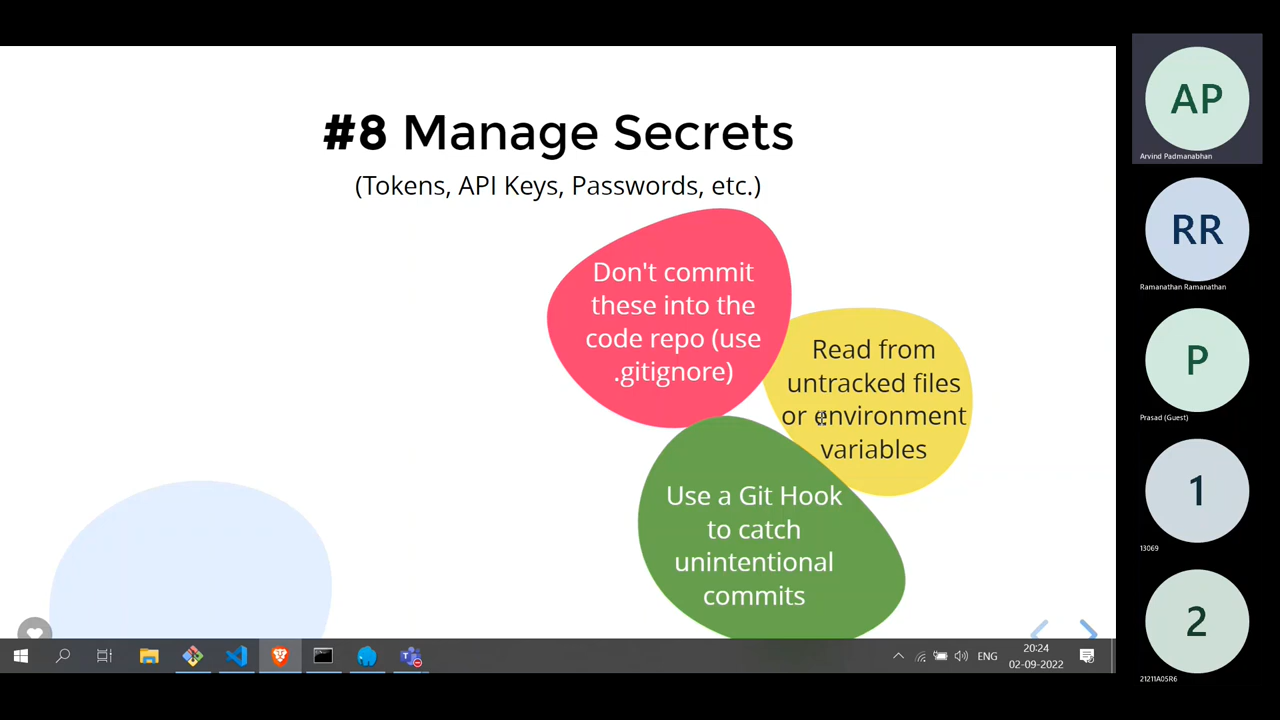 #8 Manage Secrets
(Tokens, API Keys, Passwords, etc.)
Don't commit
these into the
code repo (use
.gitignore)
Read from
untracked files
or environment
variables
Use a Git Hook
to catch
unintentional
commits
ENG
20:24
02-09-2022
AP
Arvind Padmanabhan
RR
Ramanathan Ramanathan
P
Prasad (Guest)
1
13069
2
21211A05R6